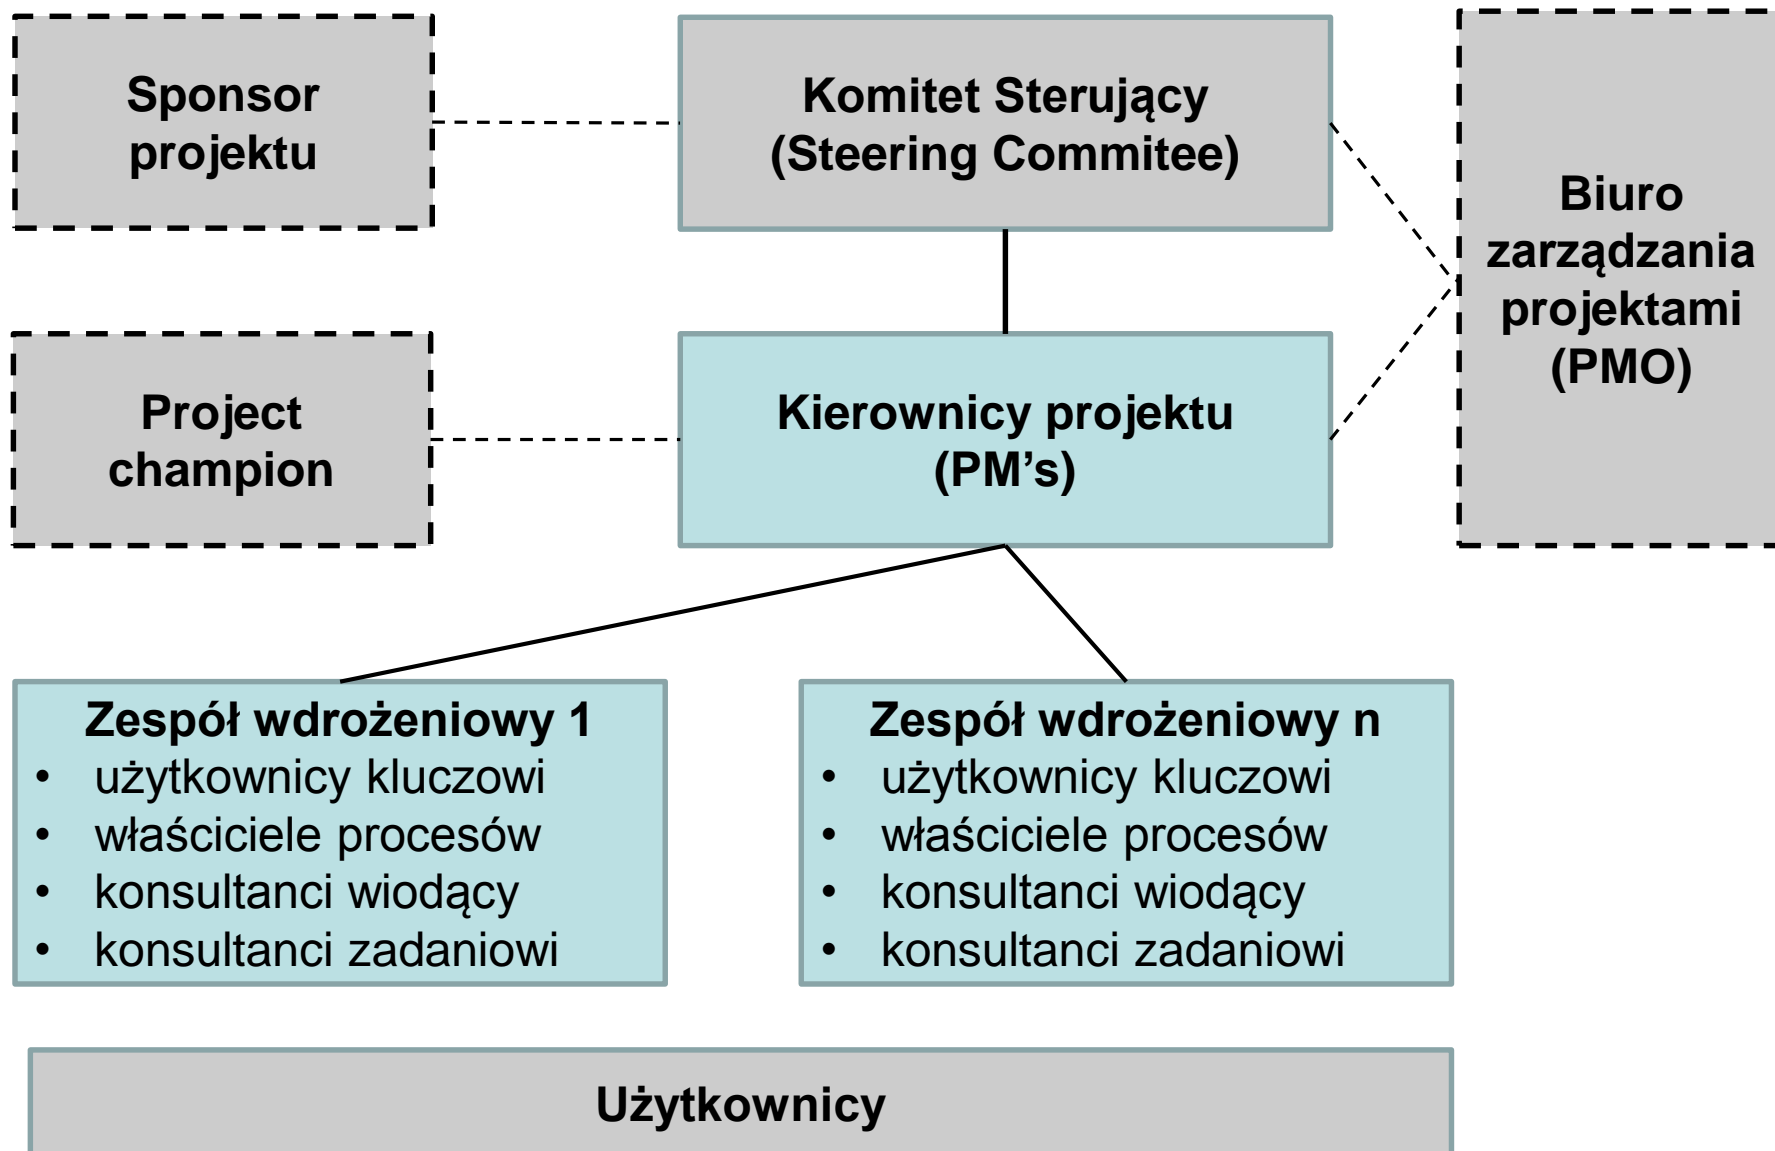 Sponsor
projektu
Komitet Sterujący
(Steering Commitee)
Biuro
zarządzania
projektami
(PMO)
Project
champion
Kierownicy projektu
(PM’s)
Zespół wdrożeniowy 1
• użytkownicy kluczowi
• właściciele procesów
• konsultanci wiodący
• konsultanci zadaniowi
Zespół wdrożeniowy n
• użytkownicy kluczowi
• właściciele procesów
• konsultanci wiodący
• konsultanci zadaniowi
Użytkownicy